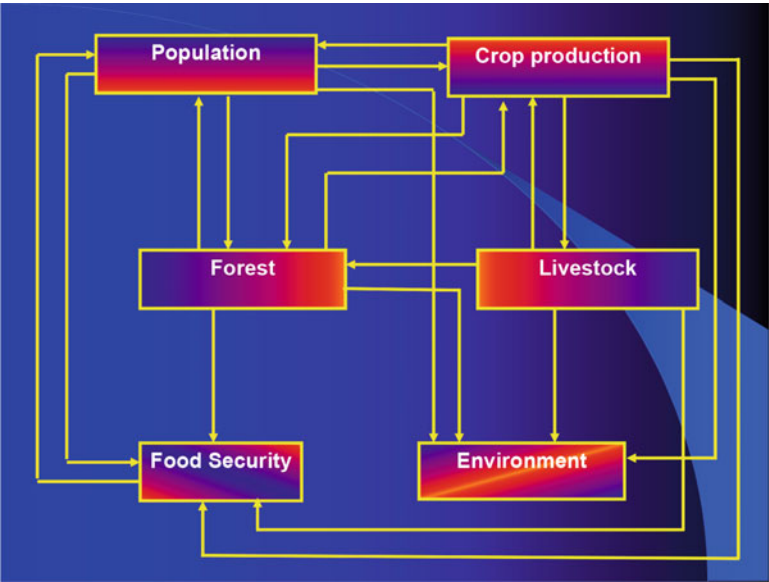 Population
Crop production
Forest
Livestock
Food Security
Environment